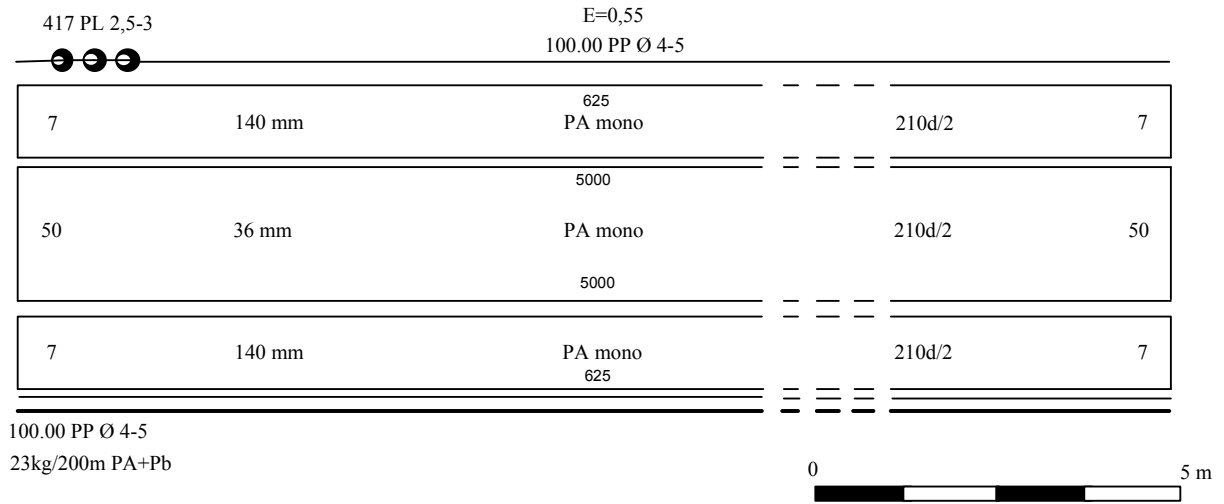 417 PL 2,5-3
E=0,55
100.00 PP Ø 4-5
625
7 140 mm PA mono 210d/2 7
5000
50 36 mm PA mono 210d/2 50
5000
7 140 mm PA mono 210d/2 7
625
100.00 PP Ø 4-5
23kg/200m PA+Pb
0 5 m